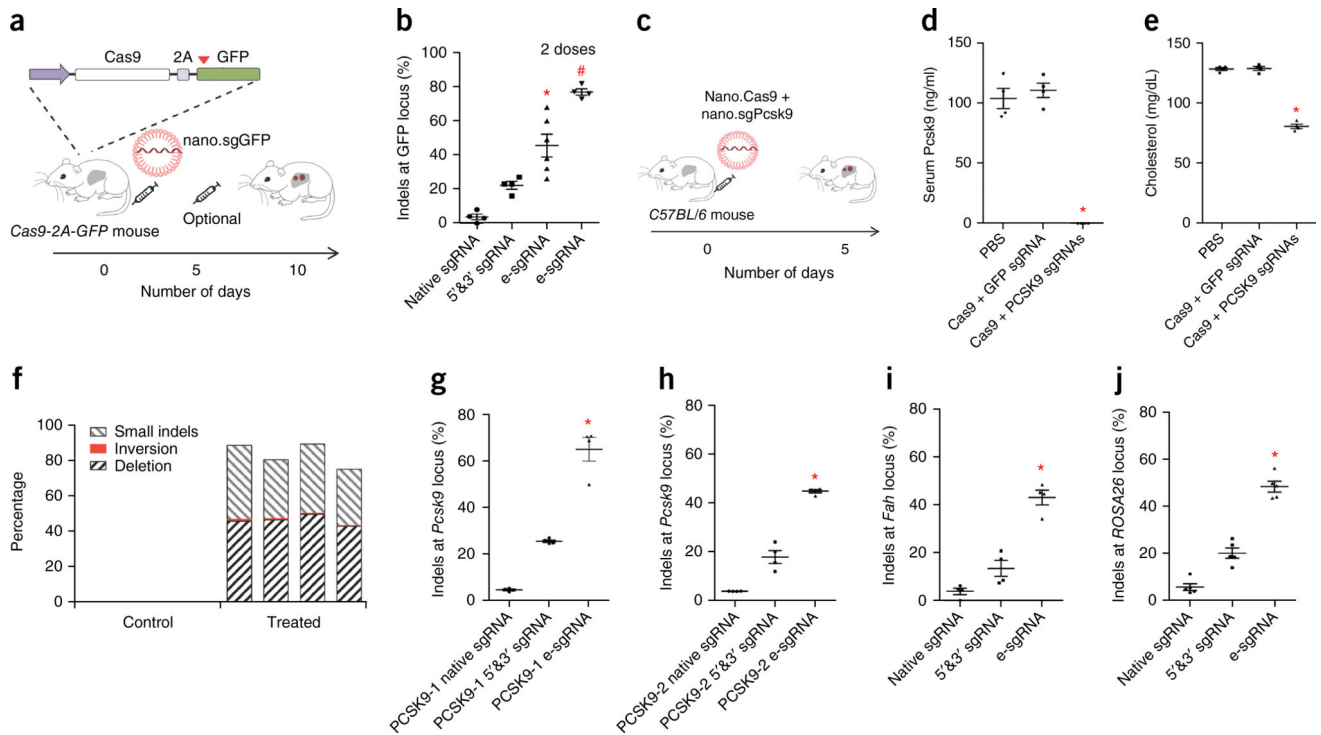 a
Cas9
2A
GFP
nano.sgGFP
Optional
Cas9-2A-GFP mouse
0
5
10
Number of days
b
2 doses
#
*
Indels at GFP locus (%)
100
80
60
40
20
0
Native sgRNA
5'&3' sgRNA
e-sgRNA
e-sgRNA
c
Nano.Cas9 +
nano.sgPcsk9
C57BL/6 mouse
0
5
Number of days
d
Serum Pcsk9 (ng/ml)
150
100
50
0
*
PBS
Cas9 + GFP sgRNA
Cas9 + PCSK9 sgRNAs
e
Cholesterol (mg/dL)
150
100
50
0
*
PBS
Cas9 + GFP sgRNA
Cas9 + PCSK9 sgRNAs
f
Percentage
100
80
60
40
20
0
Small indels
Inversion
Deletion
Control
Treated
g
Indels at Pcsk9 locus (%)
80
60
40
20
0
*
PCSK9-1 native sgRNA
PCSK9-1 5'&3' sgRNA
PCSK9-1 e-sgRNA
h
Indels at Pcsk9 locus (%)
80
60
40
20
0
*
PCSK9-2 native sgRNA
PCSK9-2 5'&3' sgRNA
PCSK9-2 e-sgRNA
i
Indels at Fah locus (%)
80
60
40
20
0
*
Native sgRNA
5'&3' sgRNA
e-sgRNA
j
Indels at ROSA26 locus (%)
80
60
40
20
0
*
Native sgRNA
5'&3' sgRNA
e-sgRNA